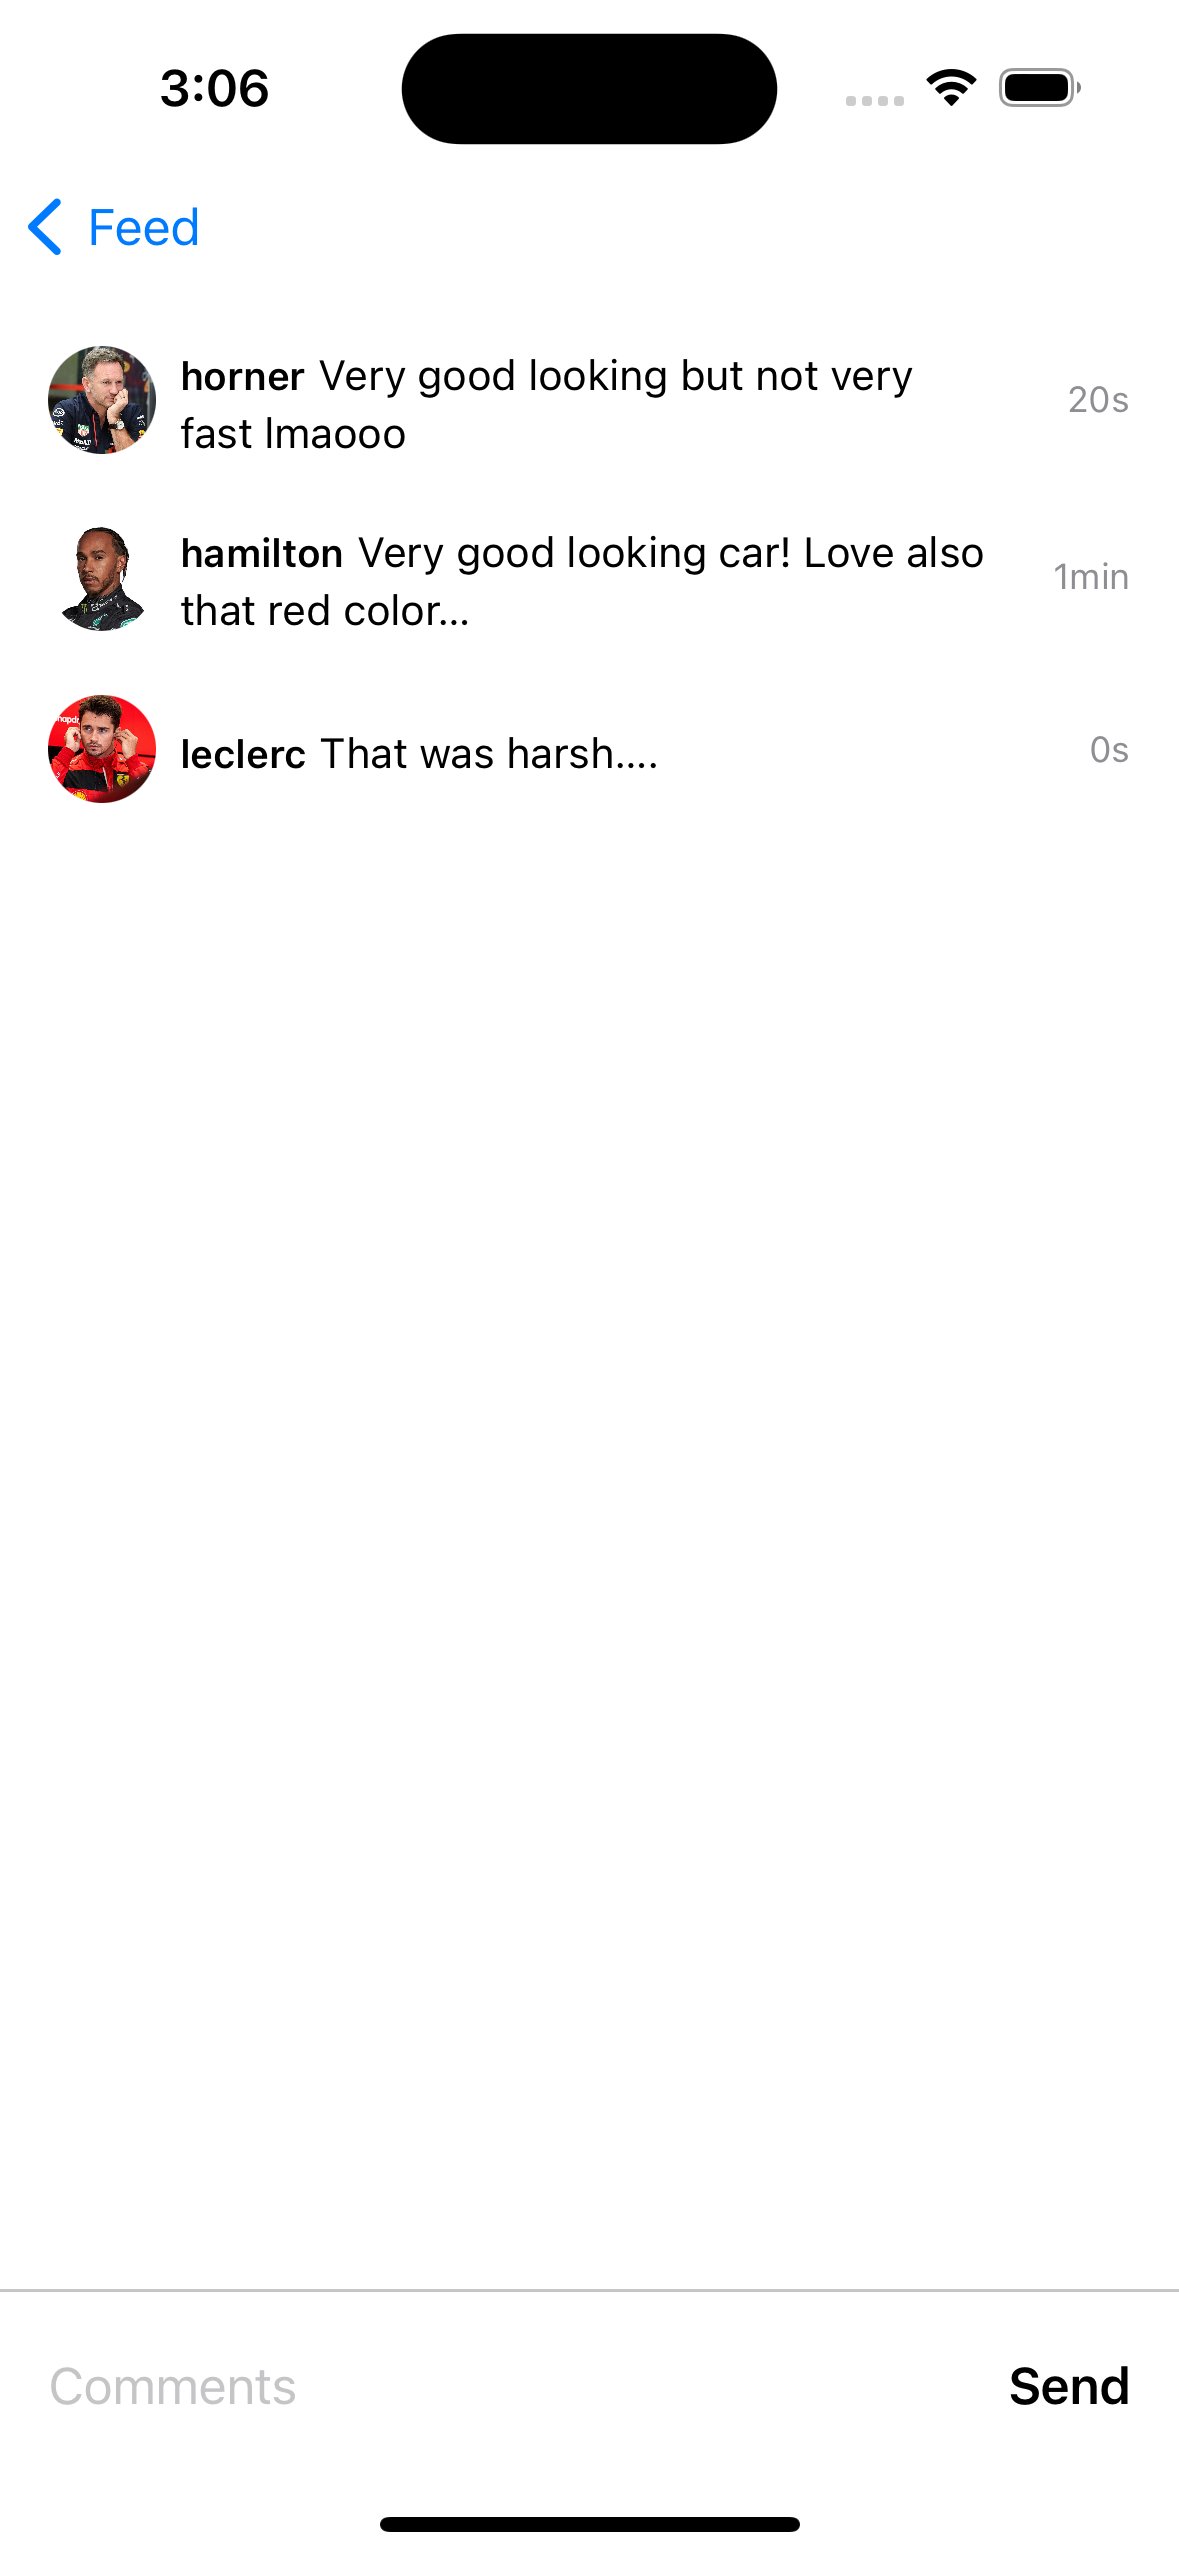 3:06
Feed
horner Very good looking but not very
fast lmaooo
20s
hamilton Very good looking car! Love also
that red color...
1min
leclerc That was harsh....
0s
Comments
Send